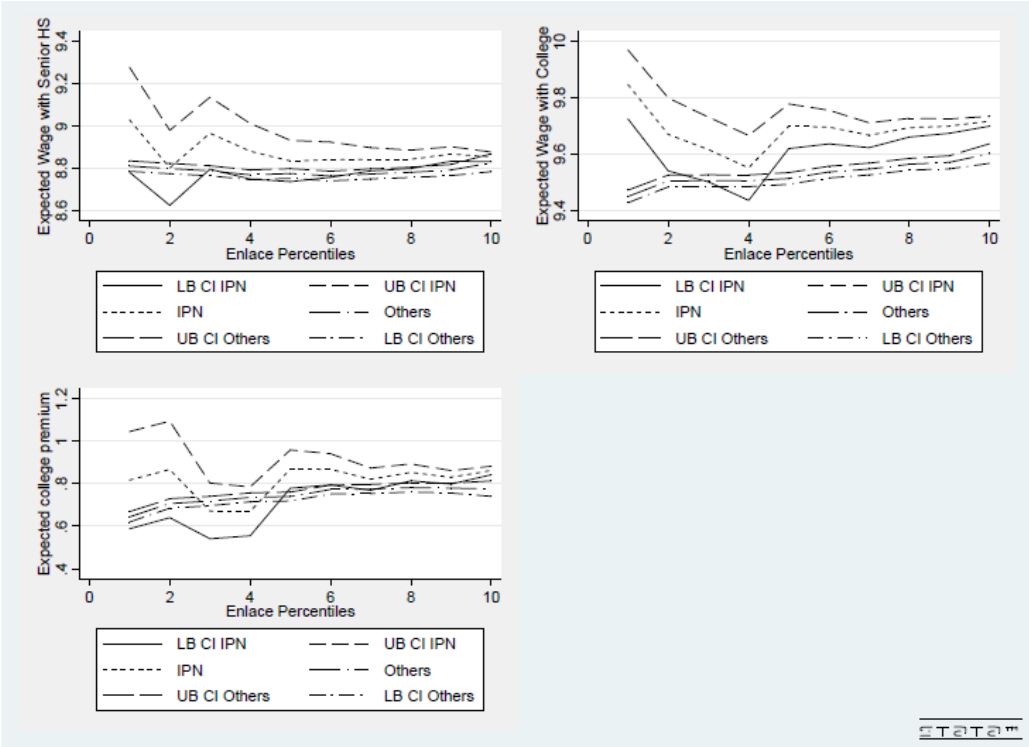 Expected Wage with Senior HS
9.4
9.2
9
8.8
8.6
0 2 4 6 8 10
Enlace Percentiles
LB CI IPN UB CI IPN
IPN Others
UB CI Others LB CI Others
Expected Wage with College
10
9.8
9.6
9.4
0 2 4 6 8 10
Enlace Percentiles
LB CI IPN UB CI IPN
IPN Others
UB CI Others LB CI Others
Expected college premium
1.2
1
.8
.6
.4
0 2 4 6 8 10
Enlace Percentiles
LB CI IPN UB CI IPN
IPN Others
UB CI Others LB CI Others
STATA™